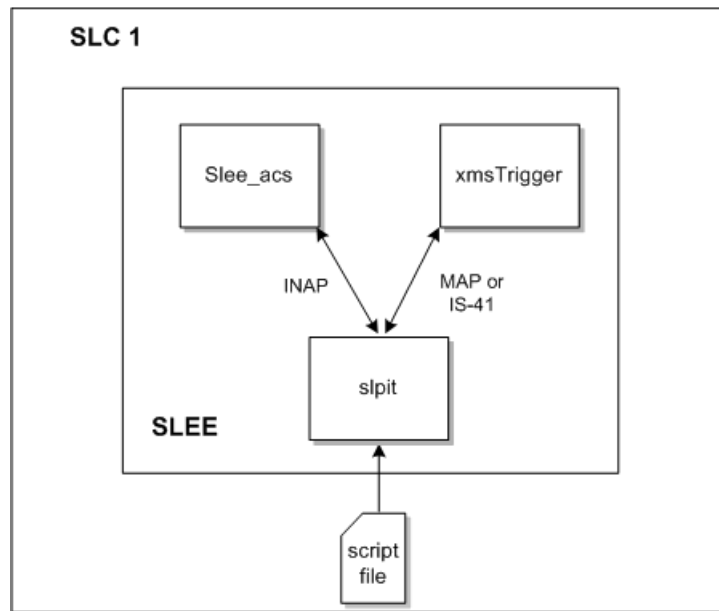 SLC 1
Slee_acs
xmsTrigger
INAP
MAP or
IS-41
slpit
SLEE
script
file